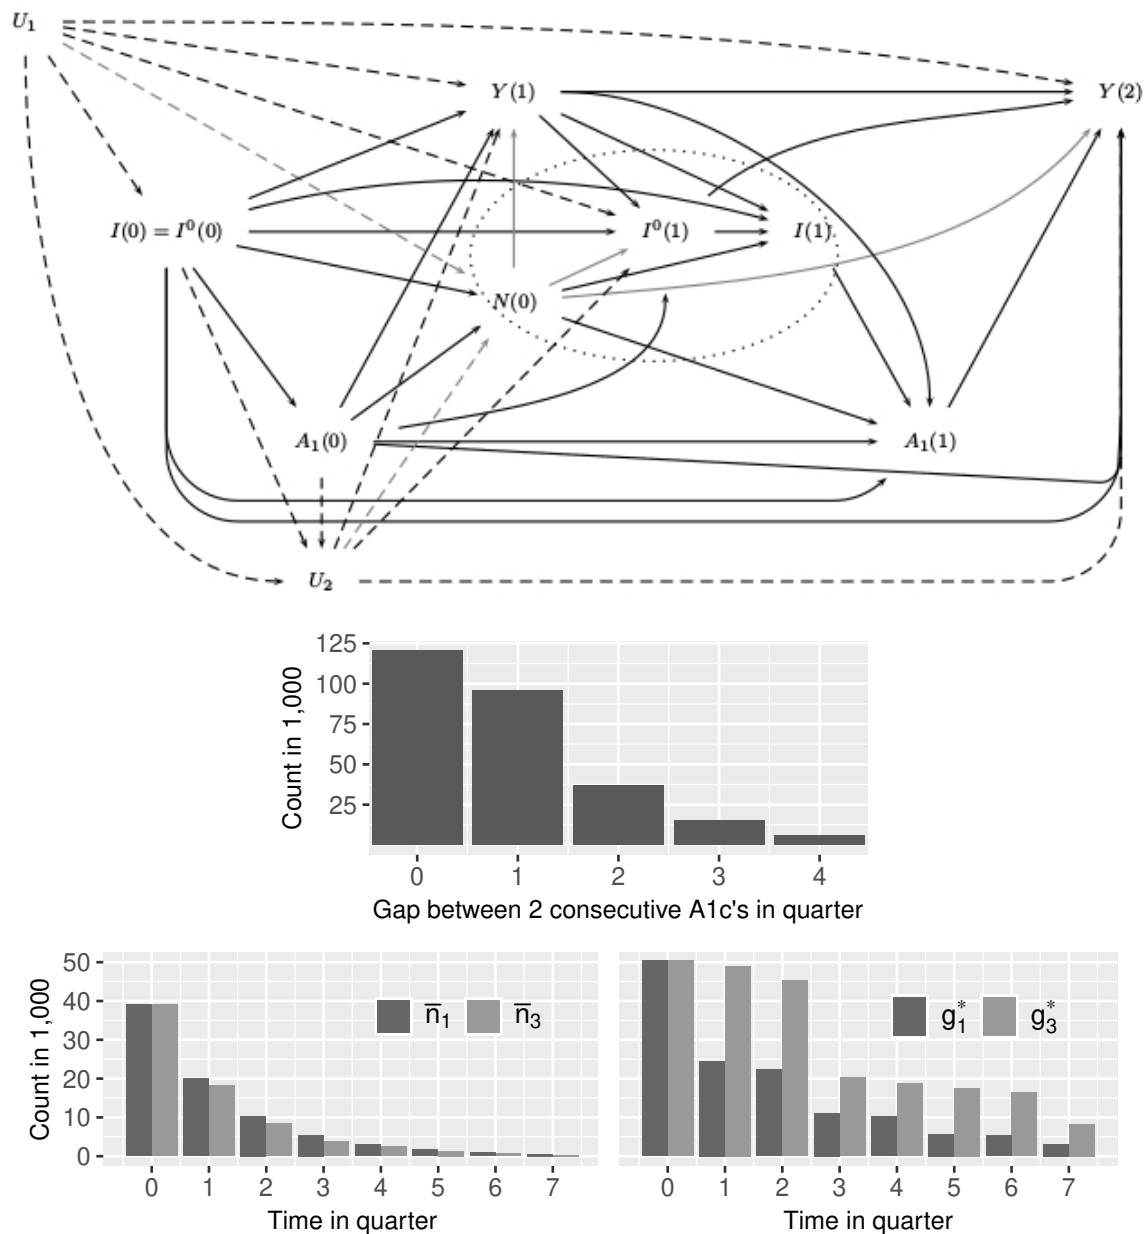 U₁
Y(1) Y(2)
I(0) = I⁰(0) I⁰(1) I(1)
N(0)
A₁(0) A₁(1)
U₂
125
100
75
50
25
Count in 1,000
0 1 2 3 4
Gap between 2 consecutive A1c's in quarter
50
40
30
20
10
0
Count in 1,000
n̅₁ n̅₃
0 1 2 3 4 5 6 7
Time in quarter
g₁* g₃*
0 1 2 3 4 5 6 7
Time in quarter